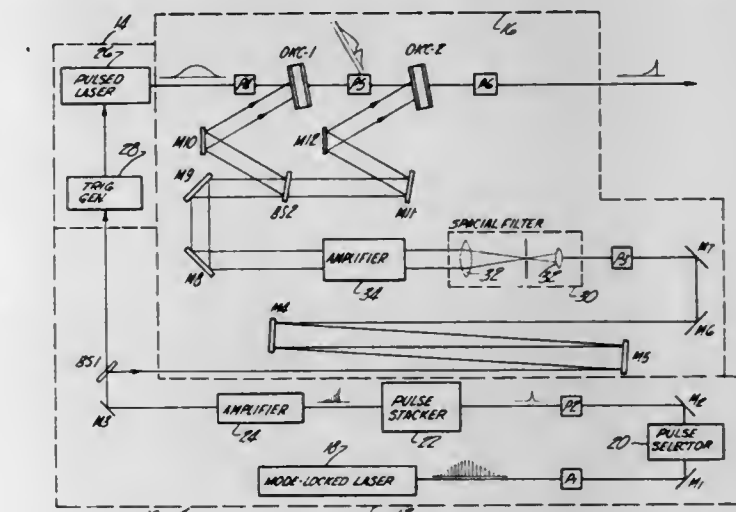 14
16
26
PULSED LASER
P4
OKC-1
P5
OKC-2
P6
28
TRIG GEN
M10
M12
M9
BS2
M11
SPACIAL FILTER
M8
AMPLIFIER
34
32
32'
30
P3
M7
M4
M6
M5
BS1
M3
AMPLIFIER
24
PULSE STACKER
22
P2
M2
20
PULSE SELECTOR
18
MODE-LOCKED LASER
P1
M1